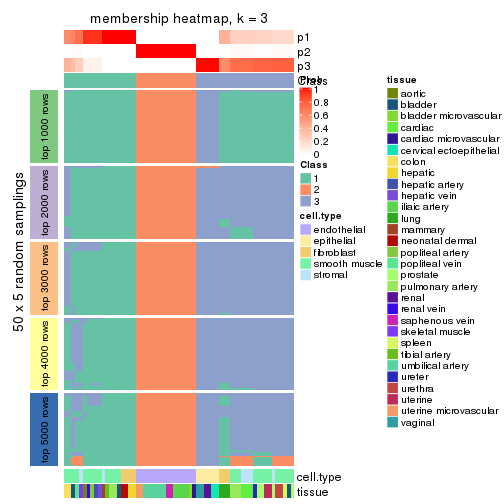 membership heatmap, k = 3
p1
p2
p3
Class
Prob
1
0.8
0.6
0.4
0.2
0
Class
1
2
3
cell.type
endothelial
epithelial
fibroblast
smooth muscle
stromal
tissue
aortic
bladder
bladder microvascular
cardiac
cardiac microvascular
cervical ectoepithelial
colon
hepatic
hepatic artery
hepatic vein
iliaic artery
lung
mammary
neonatal dermal
popliteal artery
popliteal vein
prostate
pulmonary artery
renal
renal vein
saphenous vein
skeletal muscle
spleen
tibial artery
umbilical artery
ureter
urethra
uterine
uterine microvascular
vaginal
50 x 5 random samplings
top 1000 rows
top 2000 rows
top 3000 rows
top 4000 rows
top 5000 rows
cell.type
tissue